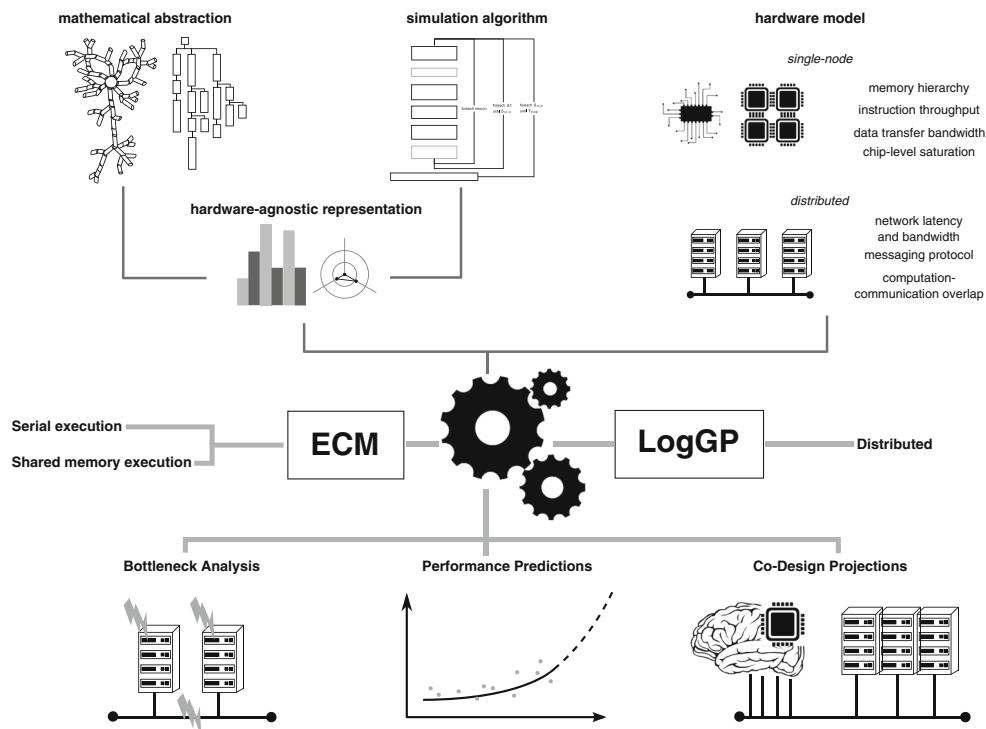 mathematical abstraction
simulation algorithm
hardware model
single-node
memory hierarchy
instruction throughput
data transfer bandwidth
chip-level saturation
foreach neuron
hardware-agnostic representation
distributed
network latency
and bandwidth
messaging protocol
computation-
communication overlap
Serial execution
Shared memory execution
ECM
LogGP
Distributed
Bottleneck Analysis
Performance Predictions
Co-Design Projections